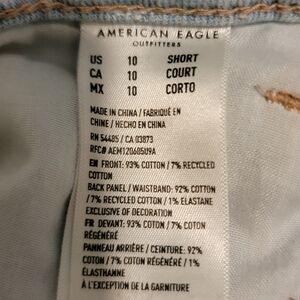 AMERICAN EAGLE
OUTFITTERS
US 10 SHORT
CA 10 COURT
MX 10 CORTO
MADE IN CHINA / FABRIQUÉ EN
CHINE / HECHO EN CHINA
RN 54485 / CA 03873
RFC# AEM120605U9A
EN FRONT: 93% COTTON / 7% RECYCLED
COTTON
BACK PANEL / WAISTBAND: 92% COTTON
/ 7% RECYCLED COTTON / 1% ELASTANE
EXCLUSIVE OF DECORATION
FR DEVANT: 93% COTON / 7% COTON
RÉGÉNÉRÉ
PANNEAU ARRIÈRE / CEINTURE: 92%
COTON / 7% COTON RÉGÉNÉRÉ / 1%
ÉLASTHANNE
À L'EXCEPTION DE LA GARNITURE